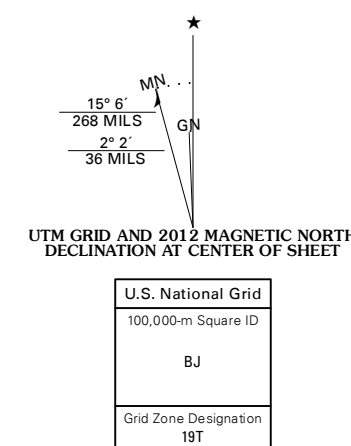 ★
MN
15° 6´
268 MILS
GN
2° 2´
36 MILS
UTM GRID AND 2012 MAGNETIC NORTH
DECLINATION AT CENTER OF SHEET
U.S. National Grid
100,000-m Square ID
BJ
Grid Zone Designation
19T